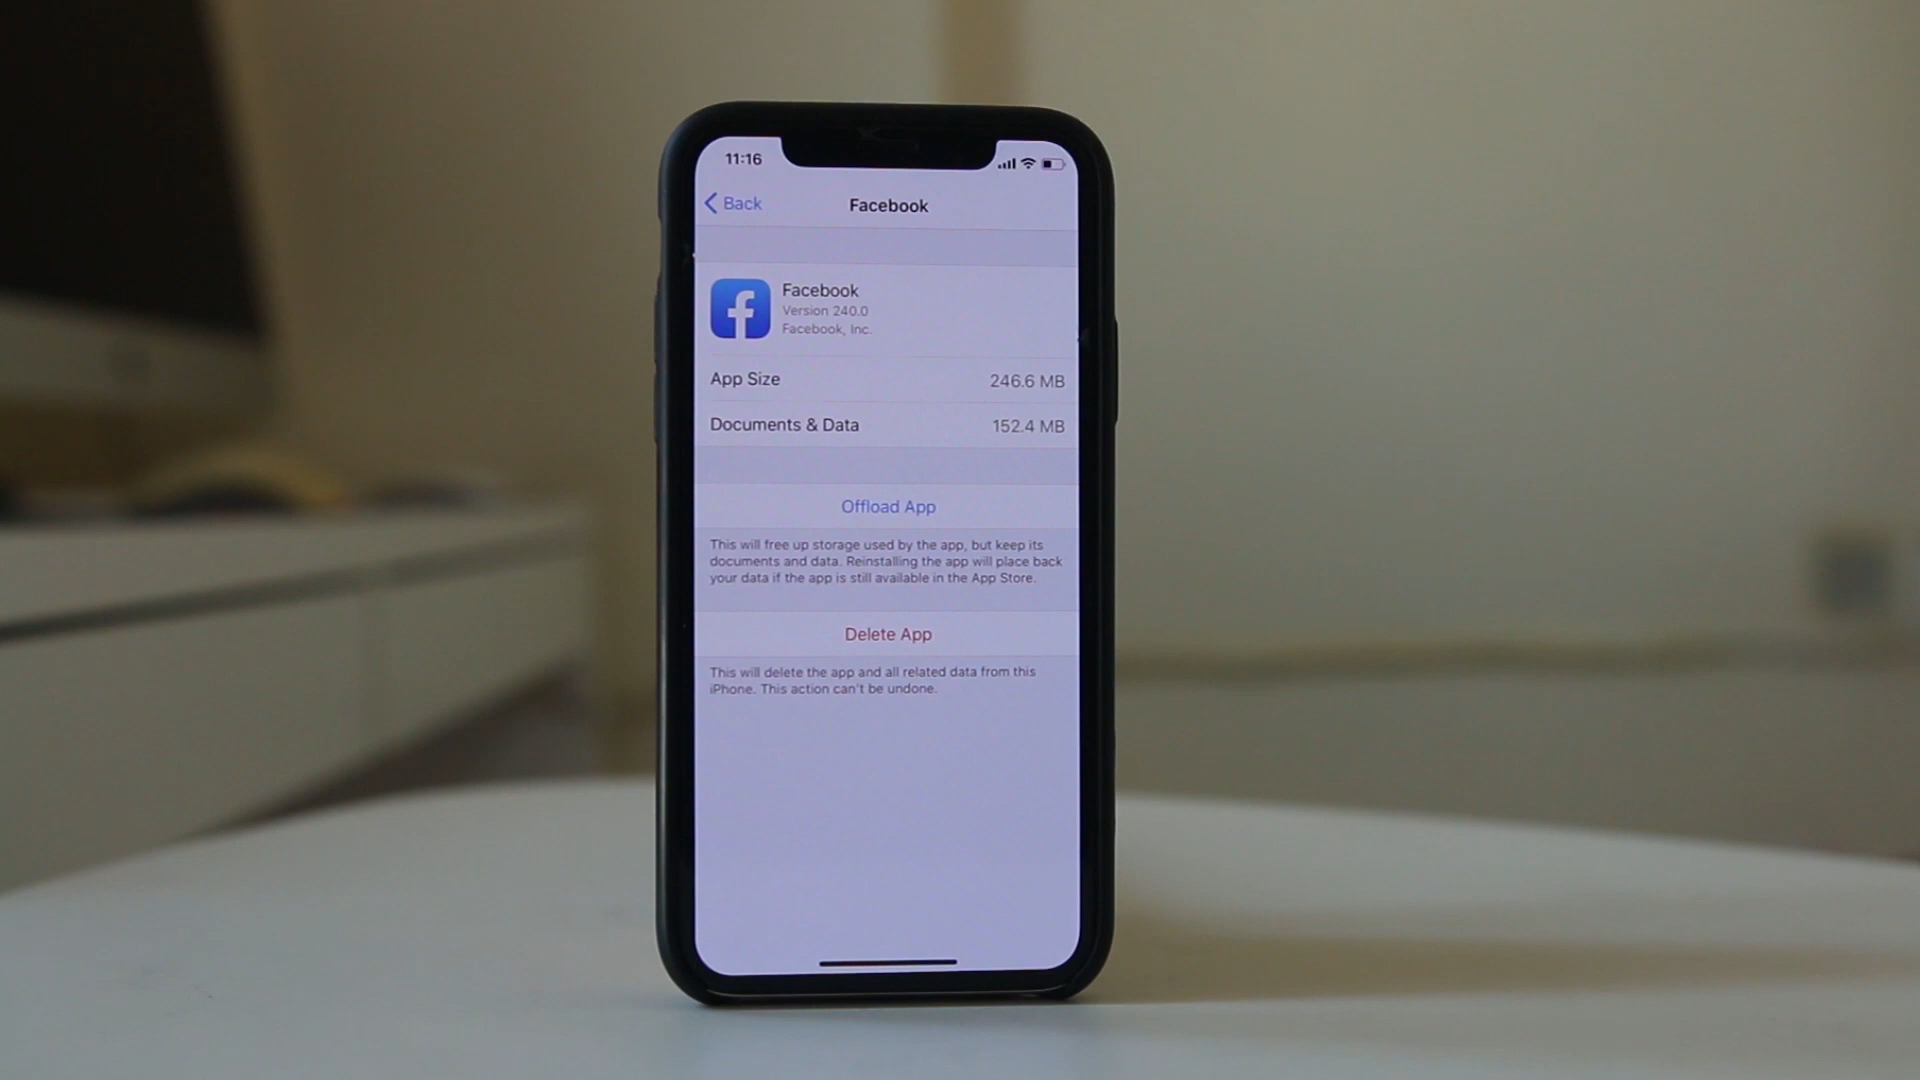 11:16
Back
Facebook
Facebook
Version 240.0
Facebook, Inc.
App Size 246.6 MB
Documents & Data 152.4 MB
Offload App
This will free up storage used by the app, but keep its
documents and data. Reinstalling the app will place back
your data if the app is still available in the App Store.
Delete App
This will delete the app and all related data from this
iPhone. This action can't be undone.